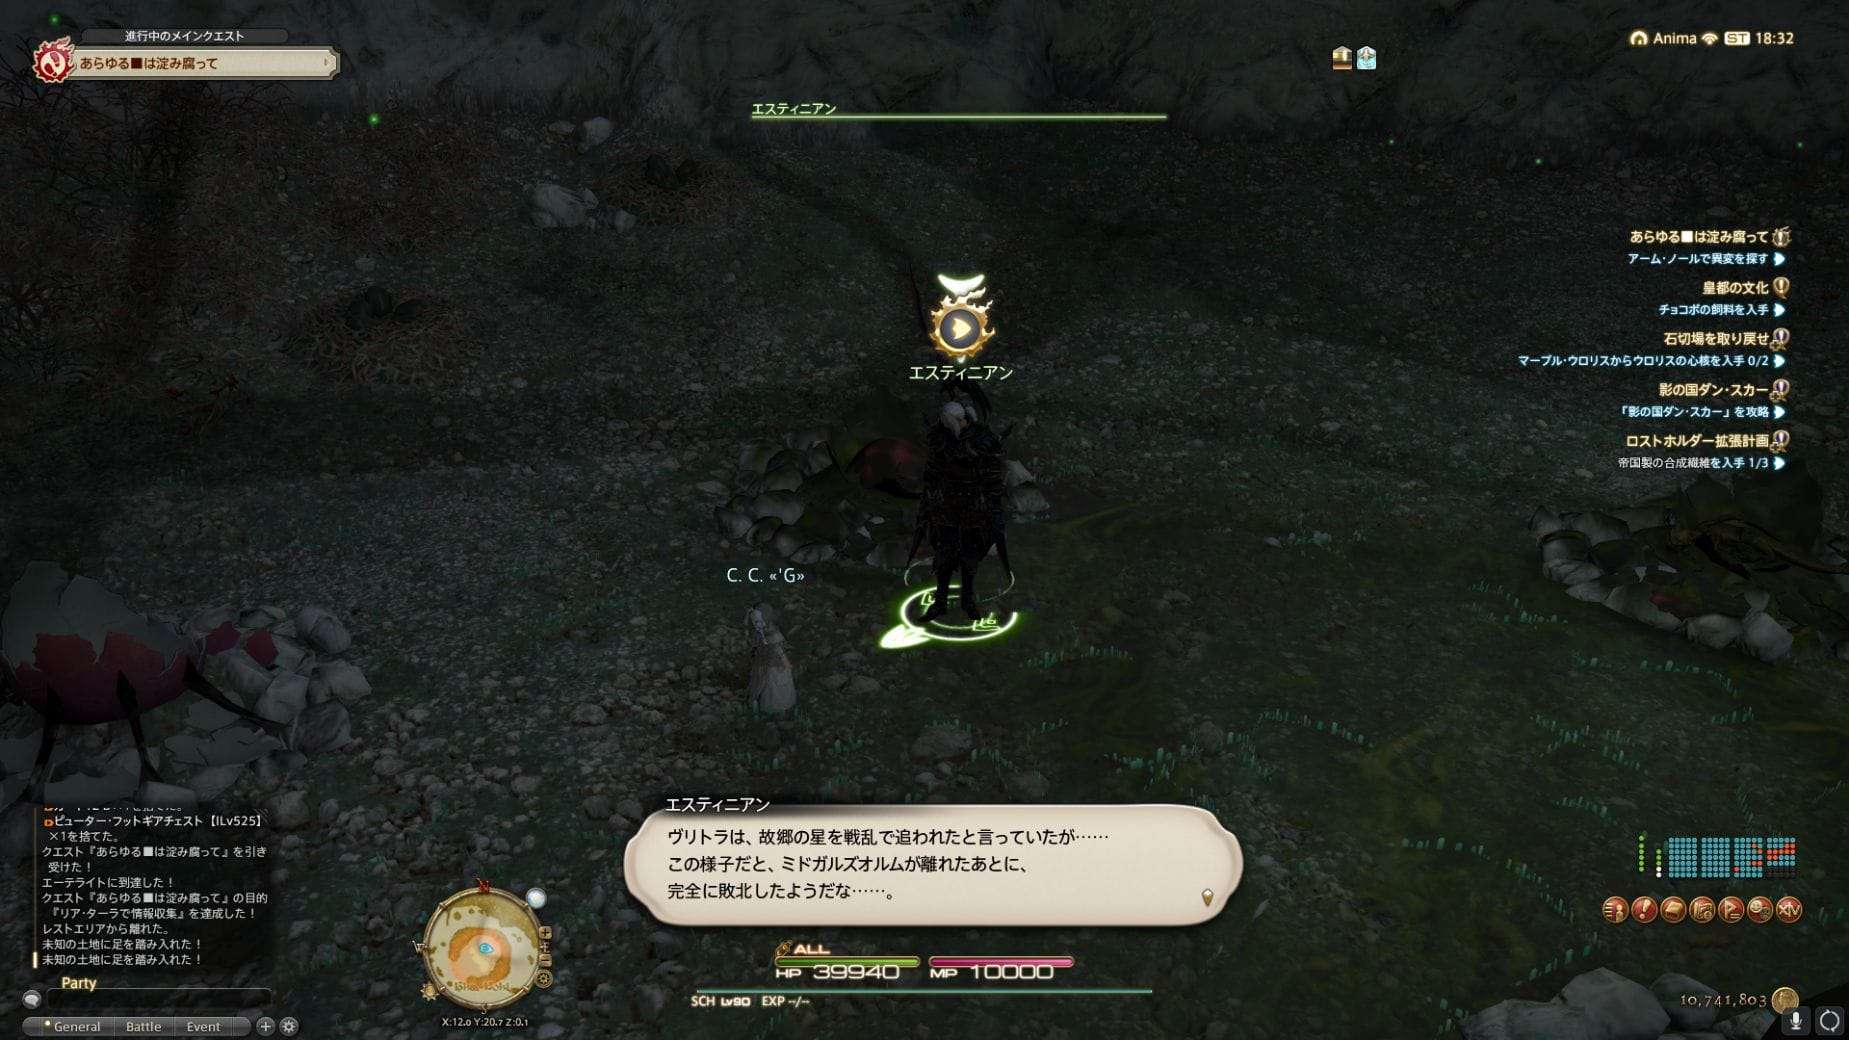 進行中のメインクエスト
あらゆる■は淀み腐って
Anima ST 18:32
エスティニアン
あらゆる■は淀み腐って
アーム・ノールで異変を探す
皇都の文化
チョコボの飼料を入手
石切場を取り戻せ
マーブル・ウロリスからウロリスの心核を入手 0/2
影の国ダン・スカー
「影の国ダン・スカー」を攻略
ロストホルダー拡張計画
帝国製の合成繊維を入手 1/3
エスティニアン
C. C. «'G»
エスティニアン
ヴリトラは、故郷の星を戦乱で追われたと言っていたが……
この様子だと、ミドガルズオルムが離れたあとに、
完全に敗北したようだな……。
ピューター・フットギアチェスト【ILv525】
×1を捨てた。
クエスト『あらゆる■は淀み腐って』を引き
受けた！
エーテライトに到達した！
クエスト『あらゆる■は淀み腐って』の目的
『リア・ターラで情報収集』を達成した！
レストエリアから離れた。
未知の土地に足を踏み入れた！
未知の土地に足を踏み入れた！
Party
General Battle Event
N
X:12.0 Y:20.7 Z:0.1
ALL
HP 39940 MP 10000
SCH Lv90 EXP --/--
XIV
10,741,803